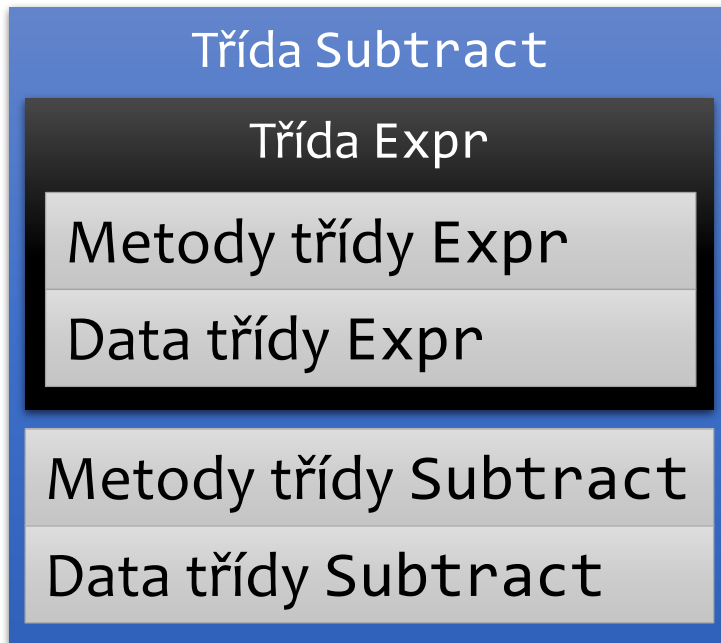 Třída Subtract
Třída Expr
Metody třídy Expr
Data třídy Expr
Metody třídy Subtract
Data třídy Subtract